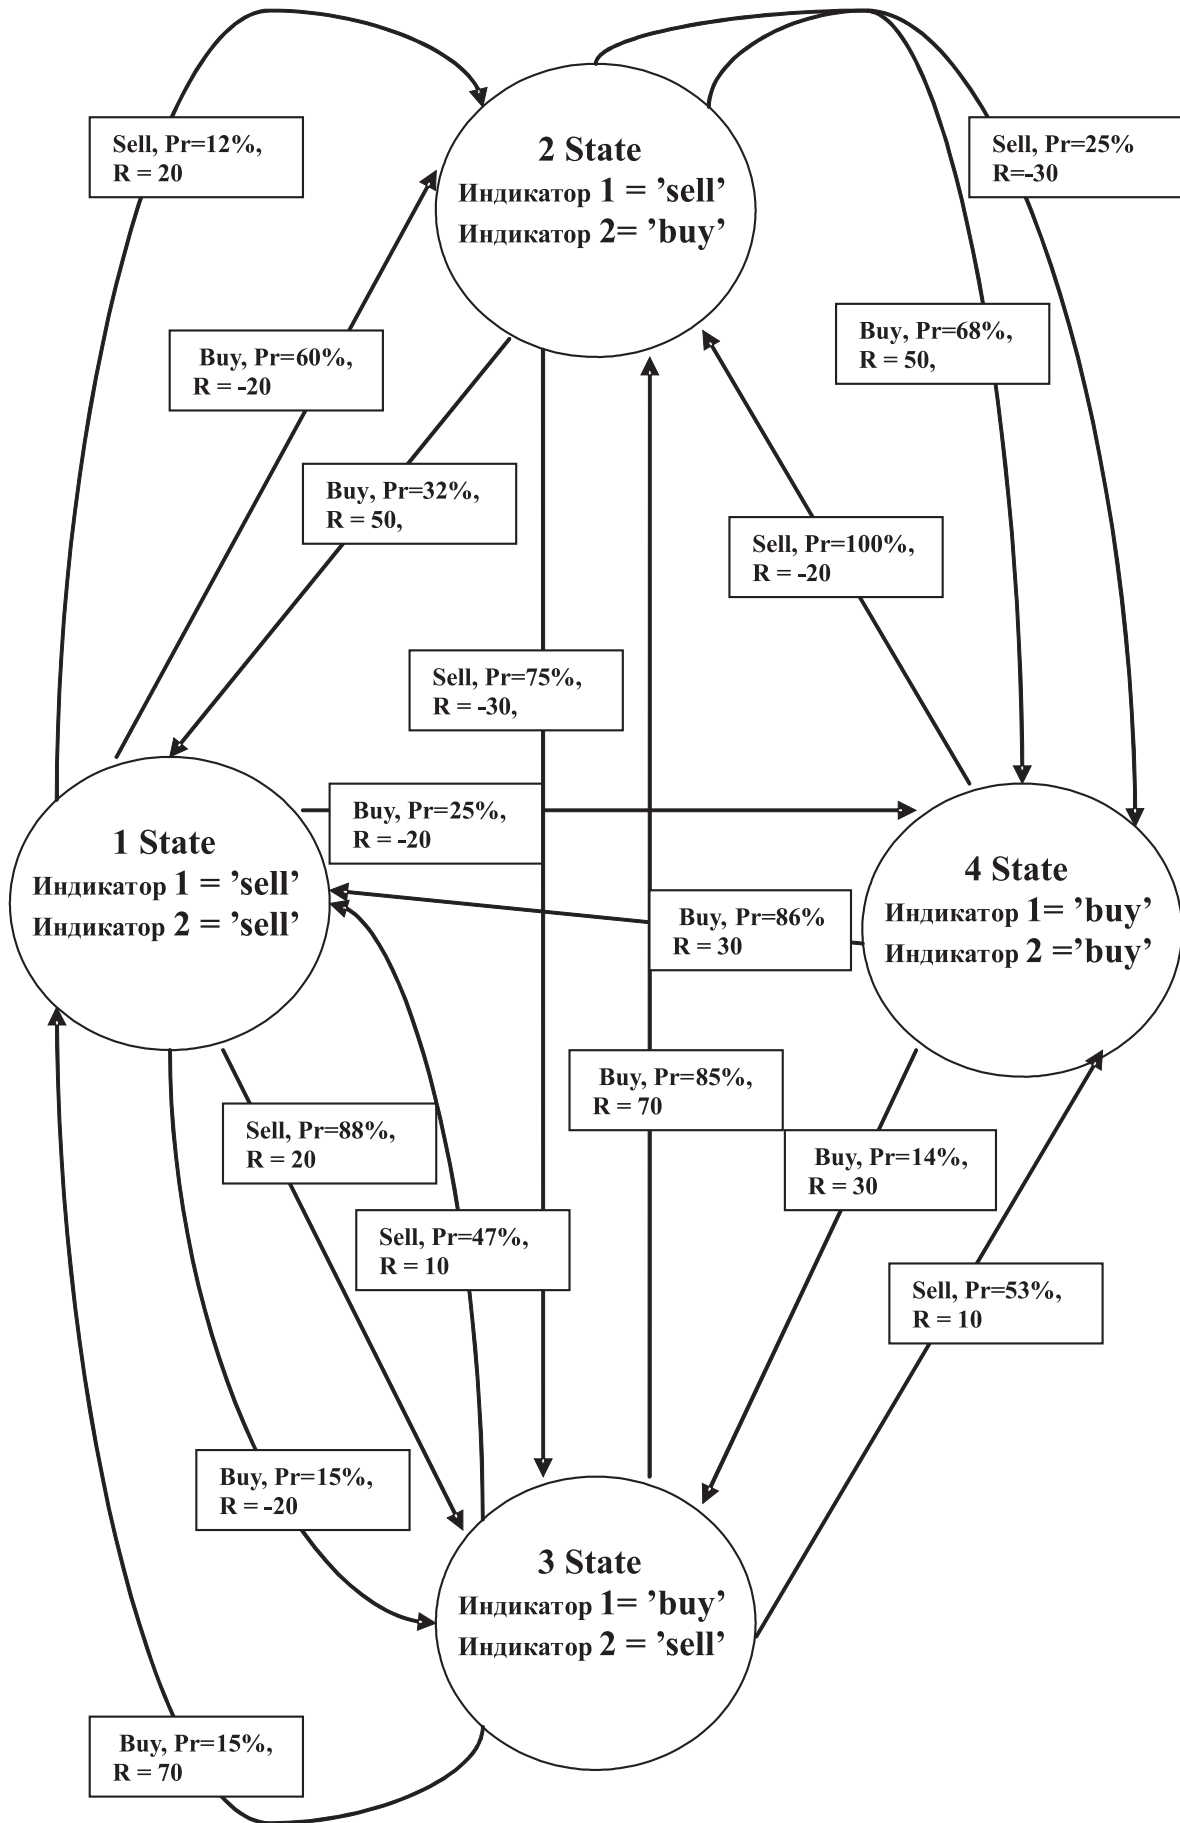 Sell, Pr=12%,
R = 20
2 State
Индикатор 1 = ’sell’
Индикатор 2= ’buy’
Sell, Pr=25%
R=-30
Buy, Pr=60%,
R = -20
Buy, Pr=68%,
R = 50,
Buy, Pr=32%,
R = 50,
Sell, Pr=100%,
R = -20
Sell, Pr=75%,
R = -30,
1 State
Индикатор 1 = ’sell’
Индикатор 2 = ’sell’
Buy, Pr=25%,
R = -20
4 State
Индикатор 1= ’buy’
Индикатор 2 =’buy’
Buy, Pr=86%
R = 30
Buy, Pr=85%,
R = 70
Sell, Pr=88%,
R = 20
Buy, Pr=14%,
R = 30
Sell, Pr=47%,
R = 10
Sell, Pr=53%,
R = 10
Buy, Pr=15%,
R = -20
3 State
Индикатор 1= ’buy’
Индикатор 2 = ’sell’
Buy, Pr=15%,
R = 70